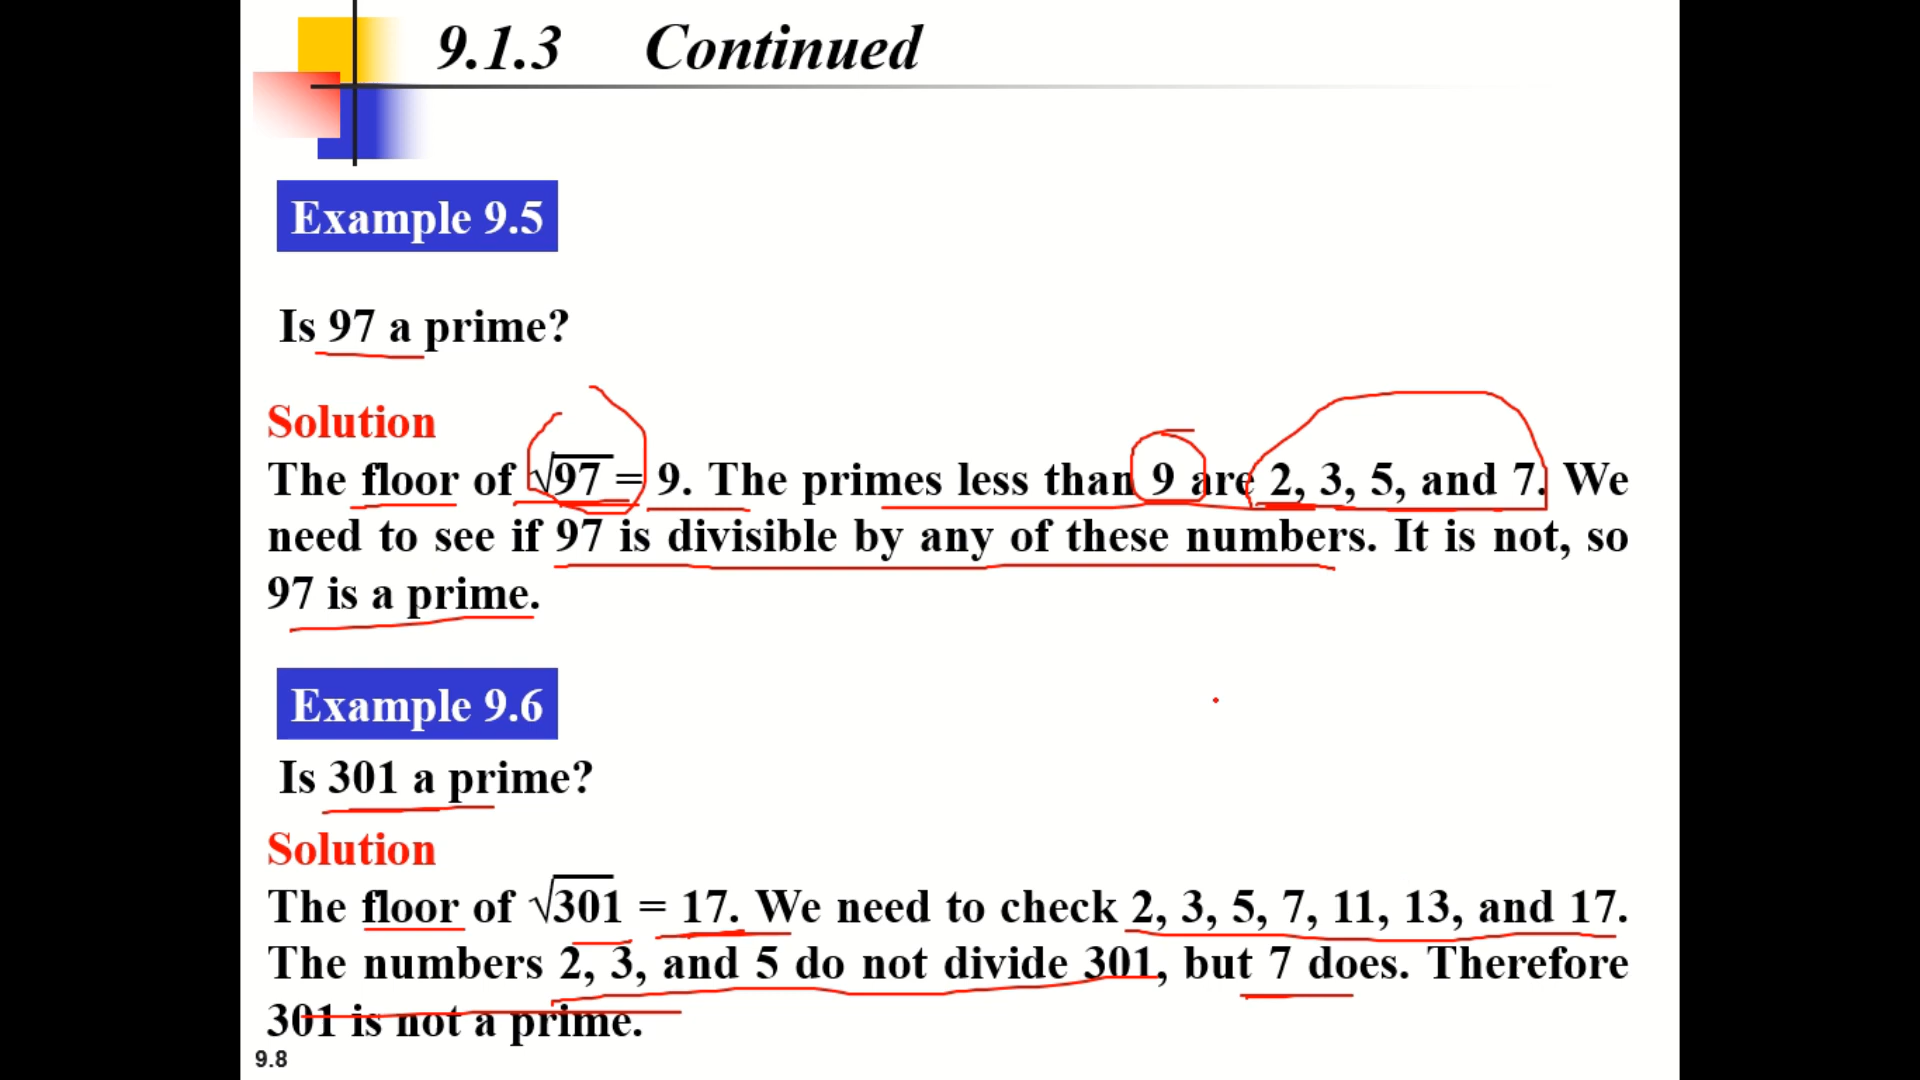 9.1.3 Continued
Example 9.5
Is 97 a prime?
Solution
The floor of √97 = 9. The primes less than 9 are 2, 3, 5, and 7. We
need to see if 97 is divisible by any of these numbers. It is not, so
97 is a prime.
Example 9.6
Is 301 a prime?
Solution
The floor of √301 = 17. We need to check 2, 3, 5, 7, 11, 13, and 17.
The numbers 2, 3, and 5 do not divide 301, but 7 does. Therefore
301 is not a prime.
9.8